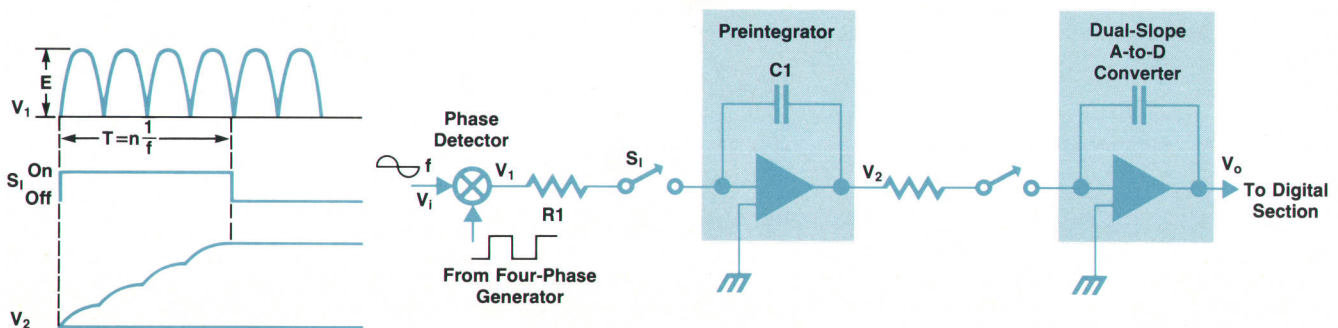 E
V1
T=n 1/f
On
SI
Off
V2
f
Vi
Phase
Detector
V1
R1
From Four-Phase
Generator
SI
Preintegrator
C1
V2
Dual-Slope
A-to-D
Converter
Vo
To Digital
Section